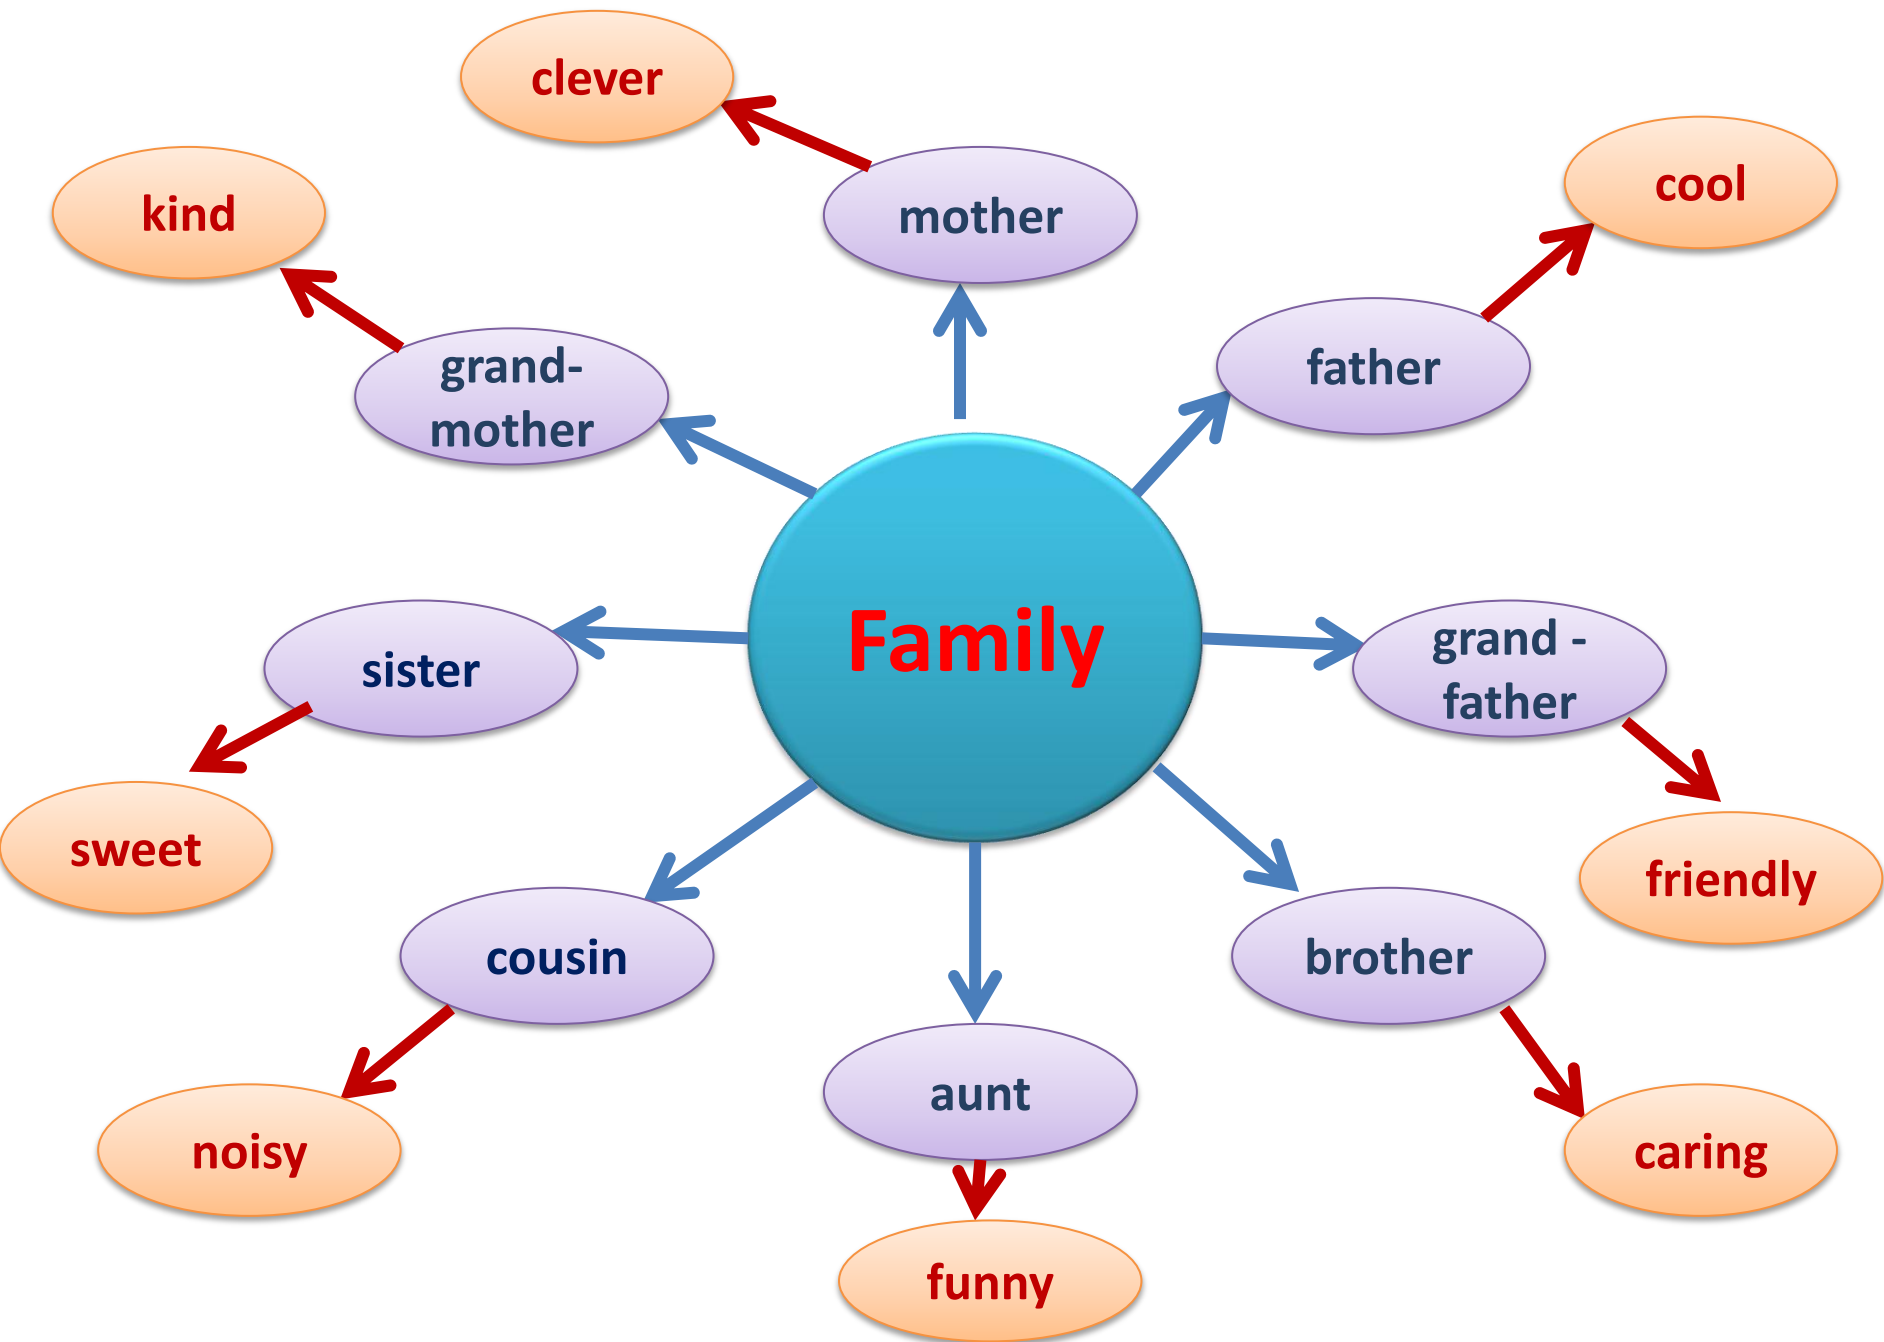 clever
cool
kind
mother
father
grand-
mother
Family
grand -
father
sister
sweet
friendly
cousin
brother
aunt
noisy
caring
funny